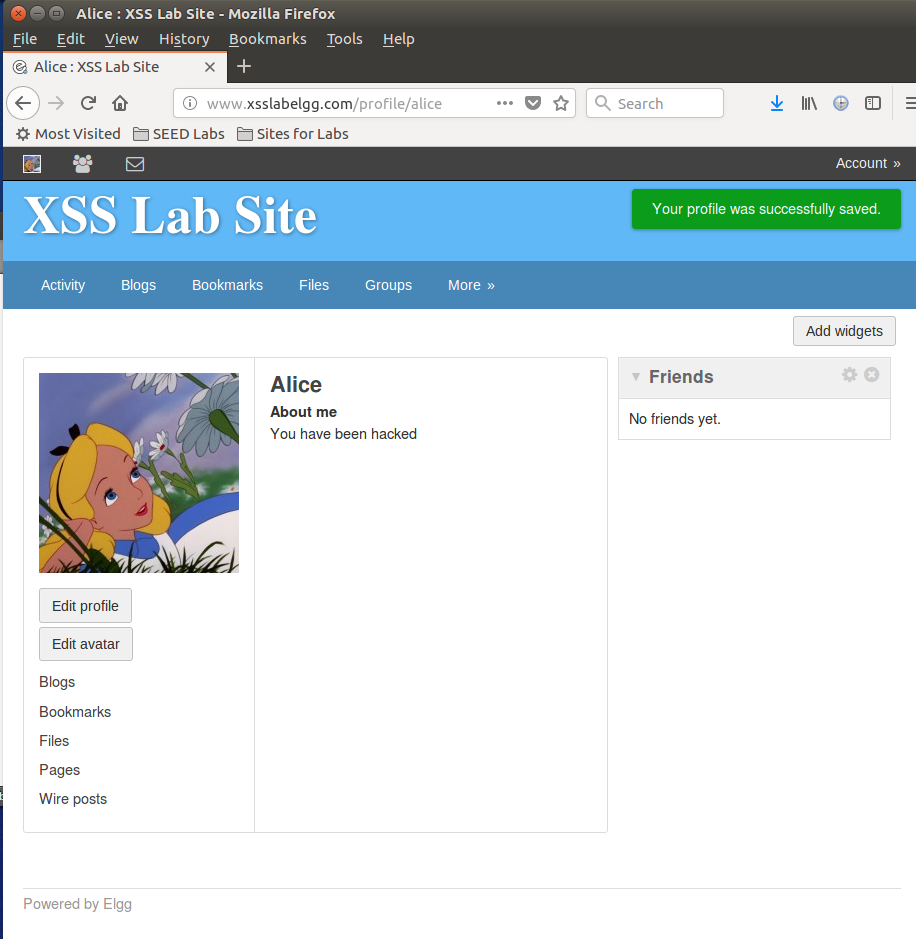 Alice : XSS Lab Site - Mozilla Firefox
File Edit View History Bookmarks Tools Help
Alice : XSS Lab Site
www.xsslabelgg.com/profile/alice Search
Most Visited SEED Labs Sites for Labs
Account »
XSS Lab Site
Your profile was successfully saved.
Activity Blogs Bookmarks Files Groups More »
Add widgets
Alice
About me
You have been hacked
Friends
No friends yet.
Edit profile
Edit avatar
Blogs
Bookmarks
Files
Pages
Wire posts
Powered by Elgg